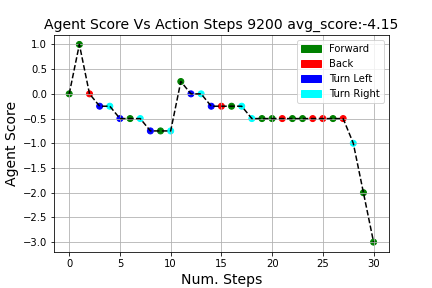 Agent Score Vs Action Steps 9200 avg_score:-4.15
Agent Score
1.0
0.5
0.0
−0.5
−1.0
−1.5
−2.0
−2.5
−3.0
Forward
Back
Turn Left
Turn Right
0 5 10 15 20 25 30
Num. Steps